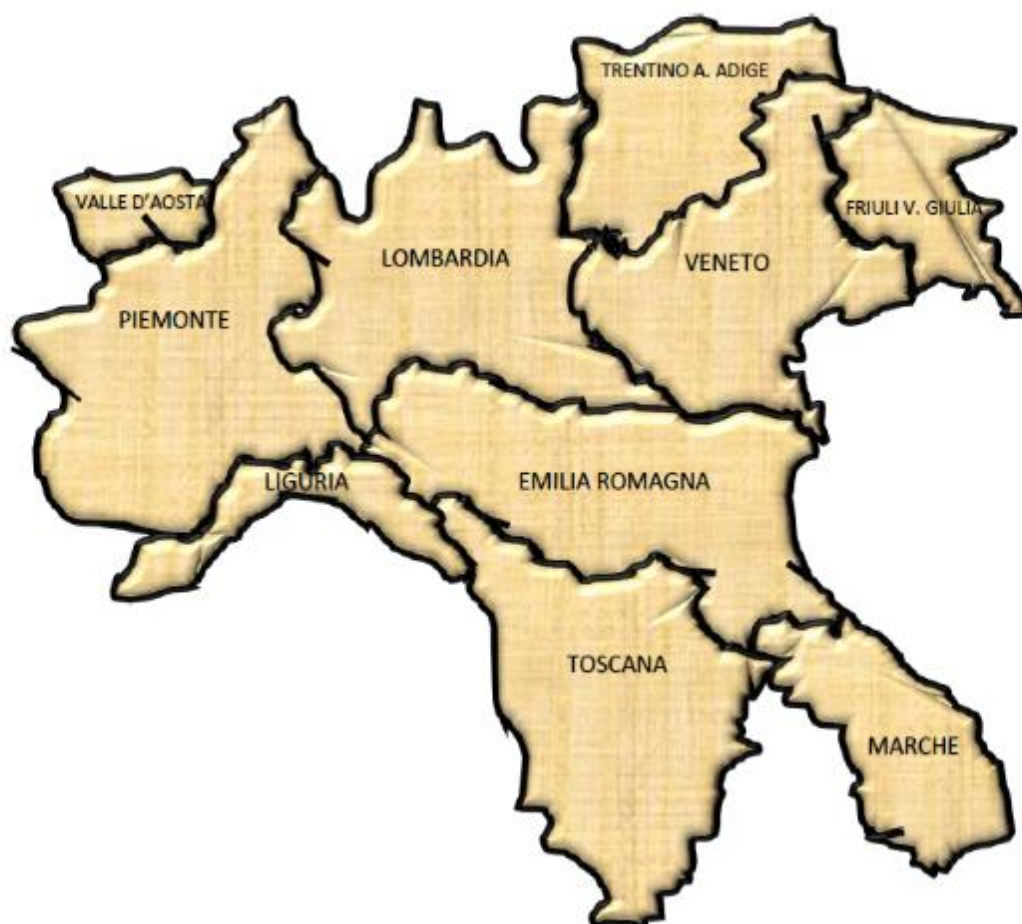 TRENTINO A. ADIGE
VALLE D'AOSTA
FRIULI V. GIULIA
LOMBARDIA
VENETO
PIEMONTE
LIGURIA
EMILIA ROMAGNA
TOSCANA
MARCHE